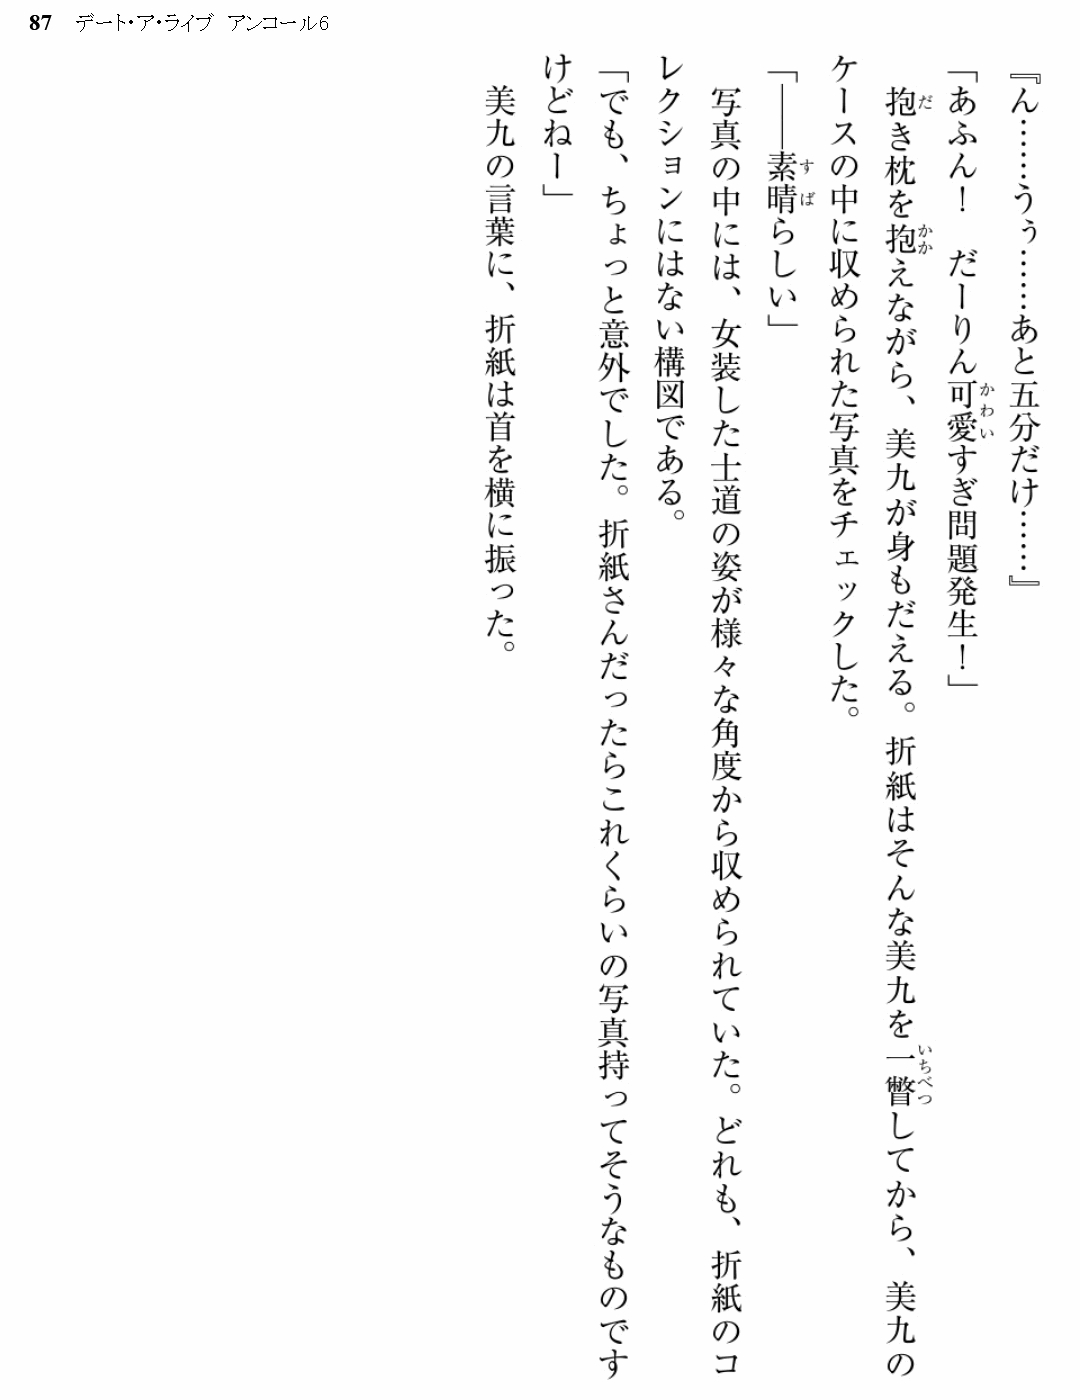 87 デート・ア・ライブ アンコール6
『ん……うぅ……あと五分だけ……』
「あふん！　だーりん可愛すぎ問題発生！」
　抱き枕を抱えながら、美九が身もだえる。折紙はそんな美九を一瞥してから、美九の
ケースの中に収められた写真をチェックした。
「――素晴らしい」
　写真の中には、女装した士道の姿が様々な角度から収められていた。どれも、折紙のコ
レクションにはない構図である。
「でも、ちょっと意外でした。折紙さんだったらこれくらいの写真持ってそうなものです
けどねー」
　美九の言葉に、折紙は首を横に振った。